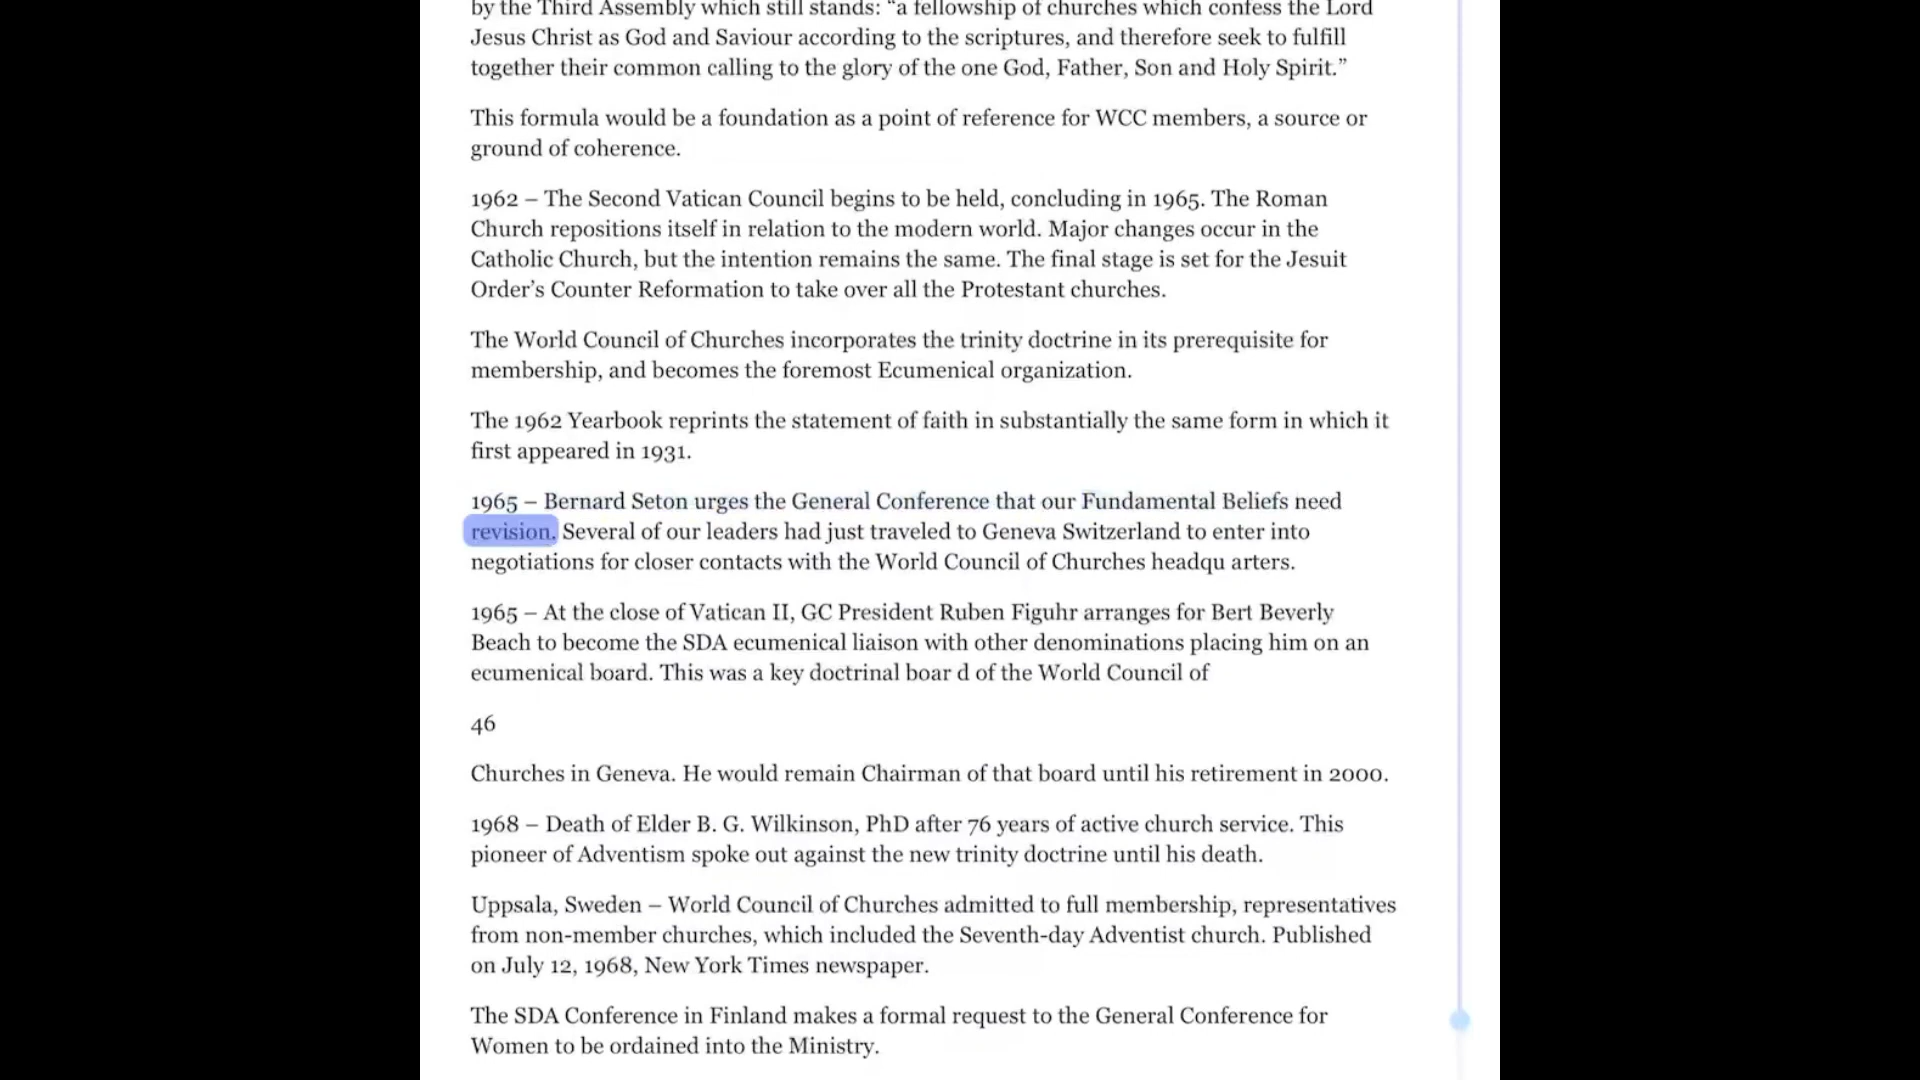 by the Third Assembly which still stands: “a fellowship of churches which confess the Lord
Jesus Christ as God and Saviour according to the scriptures, and therefore seek to fulfill
together their common calling to the glory of the one God, Father, Son and Holy Spirit.”
This formula would be a foundation as a point of reference for WCC members, a source or
ground of coherence.
1962 – The Second Vatican Council begins to be held, concluding in 1965. The Roman
Church repositions itself in relation to the modern world. Major changes occur in the
Catholic Church, but the intention remains the same. The final stage is set for the Jesuit
Order’s Counter Reformation to take over all the Protestant churches.
The World Council of Churches incorporates the trinity doctrine in its prerequisite for
membership, and becomes the foremost Ecumenical organization.
The 1962 Yearbook reprints the statement of faith in substantially the same form in which it
first appeared in 1931.
1965 – Bernard Seton urges the General Conference that our Fundamental Beliefs need
revision. Several of our leaders had just traveled to Geneva Switzerland to enter into
negotiations for closer contacts with the World Council of Churches headqu arters.
1965 – At the close of Vatican II, GC President Ruben Figuhr arranges for Bert Beverly
Beach to become the SDA ecumenical liaison with other denominations placing him on an
ecumenical board. This was a key doctrinal boar d of the World Council of
46
Churches in Geneva. He would remain Chairman of that board until his retirement in 2000.
1968 – Death of Elder B. G. Wilkinson, PhD after 76 years of active church service. This
pioneer of Adventism spoke out against the new trinity doctrine until his death.
Uppsala, Sweden – World Council of Churches admitted to full membership, representatives
from non-member churches, which included the Seventh-day Adventist church. Published
on July 12, 1968, New York Times newspaper.
The SDA Conference in Finland makes a formal request to the General Conference for
Women to be ordained into the Ministry.